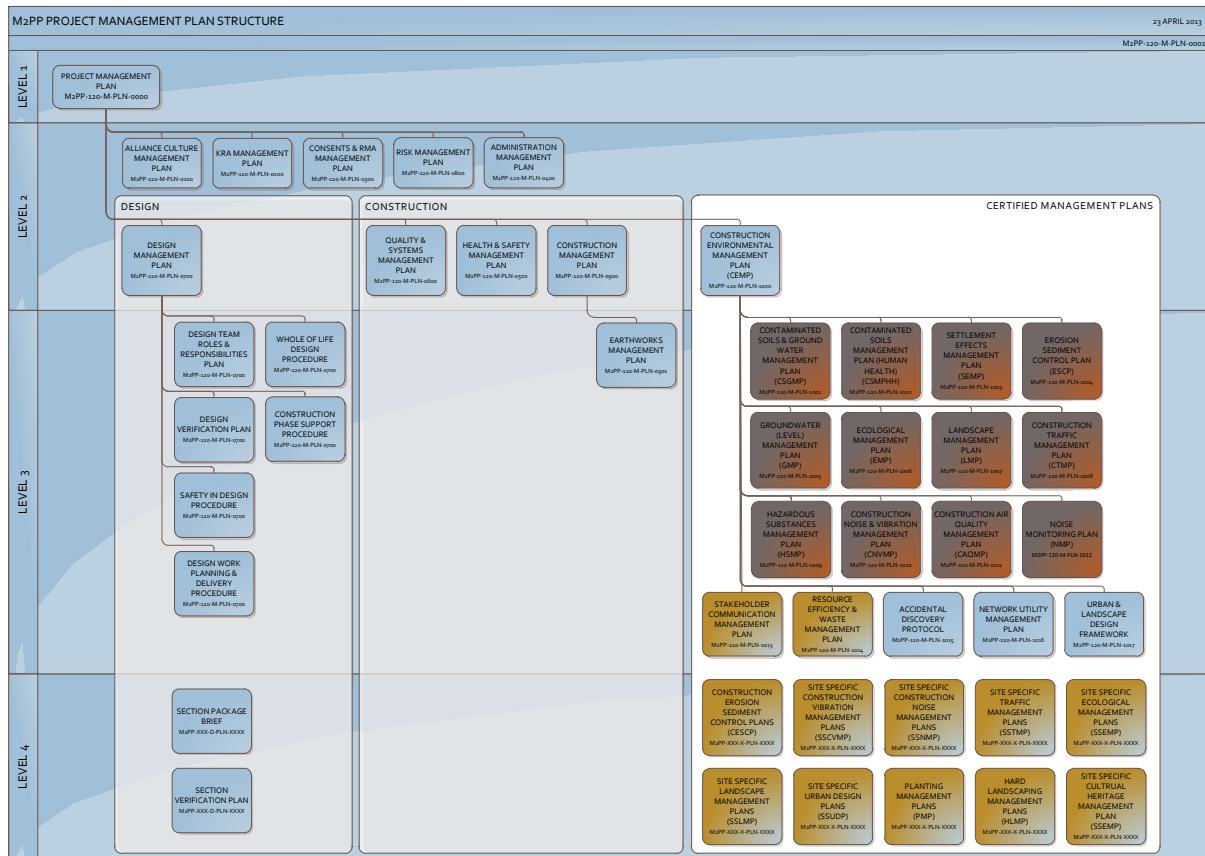 M2PP PROJECT MANAGEMENT PLAN STRUCTURE
23 APRIL 2013
M2PP-120-M-PLN-0001
LEVEL 1
PROJECT MANAGEMENT
PLAN
M2PP-120-M-PLN-0000
LEVEL 2
ALLIANCE CULTURE
MANAGEMENT
PLAN
M2PP-120-M-PLN-0100
KRA MANAGEMENT
PLAN
M2PP-120-M-PLN-0200
CONSENTS & RMA
MANAGEMENT
PLAN
M2PP-120-M-PLN-0300
RISK MANAGEMENT
PLAN
M2PP-120-M-PLN-0800
ADMINISTRATION
MANAGEMENT
PLAN
M2PP-120-M-PLN-0400
DESIGN
DESIGN
MANAGEMENT
PLAN
M2PP-120-M-PLN-0700
CONSTRUCTION
QUALITY &
SYSTEMS
MANAGEMENT
PLAN
M2PP-120-M-PLN-0600
HEALTH & SAFETY
MANAGEMENT
PLAN
M2PP-120-M-PLN-0500
CONSTRUCTION
MANAGEMENT
PLAN
M2PP-120-M-PLN-0900
CERTIFIED MANAGEMENT PLANS
CONSTRUCTION
ENVIRONMENTAL
MANAGEMENT
PLAN
(CEMP)
M2PP-120-M-PLN-1000
LEVEL 3
DESIGN TEAM
ROLES &
RESPONSIBILITIES
PLAN
M2PP-120-M-PLN-0700
WHOLE OF LIFE
DESIGN
PROCEDURE
M2PP-120-M-PLN-0700
DESIGN
VERIFICATION PLAN
M2PP-120-M-PLN-0700
CONSTRUCTION
PHASE SUPPORT
PROCEDURE
M2PP-120-M-PLN-0700
SAFETY IN DESIGN
PROCEDURE
M2PP-120-M-PLN-0700
DESIGN WORK
PLANNING &
DELIVERY
PROCEDURE
M2PP-120-M-PLN-0700
EARTHWORKS
MANAGEMENT
PLAN
M2PP-120-M-PLN-0901
CONTAMINATED
SOILS & GROUND
WATER
MANAGEMENT
PLAN
(CSGMP)
M2PP-120-M-PLN-1001
CONTAMINATED
SOILS
MANAGEMENT
PLAN (HUMAN
HEALTH)
(CSMPHH)
M2PP-120-M-PLN-1002
SETTLEMENT
EFFECTS
MANAGEMENT
PLAN
(SEMP)
M2PP-120-M-PLN-1003
EROSION
SEDIMENT
CONTROL PLAN
(ESCP)
M2PP-120-M-PLN-1004
GROUNDWATER
(LEVEL)
MANAGEMENT
PLAN
(GMP)
M2PP-120-M-PLN-1005
ECOLOGICAL
MANAGEMENT
PLAN
(EMP)
M2PP-120-M-PLN-1006
LANDSCAPE
MANAGEMENT
PLAN
(LMP)
M2PP-120-M-PLN-1007
CONSTRUCTION
TRAFFIC
MANAGEMENT
PLAN
(CTMP)
M2PP-120-M-PLN-1008
HAZARDOUS
SUBSTANCES
MANAGEMENT
PLAN
(HSMP)
M2PP-120-M-PLN-1009
CONSTRUCTION
NOISE & VIBRATION
MANAGEMENT
PLAN
(CNVMP)
M2PP-120-M-PLN-1010
CONSTRUCTION AIR
QUALITY
MANAGEMENT
PLAN
(CAQMP)
M2PP-120-M-PLN-1011
NOISE
MONITORING PLAN
(NMP)
M2PP-120-M-PLN-1012
STAKEHOLDER
COMMUNICATION
MANAGEMENT
PLAN
M2PP-120-M-PLN-1013
RESOURCE
EFFICIENCY &
WASTE
MANAGEMENT
PLAN
M2PP-120-M-PLN-1014
ACCIDENTAL
DISCOVERY
PROTOCOL
M2PP-120-M-PLN-1015
NETWORK UTILITY
MANAGEMENT
PLAN
M2PP-120-M-PLN-1016
URBAN &
LANDSCAPE
DESIGN
FRAMEWORK
M2PP-120-M-PLN-1017
LEVEL 4
SECTION PACKAGE
BRIEF
M2PP-XXX-D-PLN-XXXX
SECTION
VERIFICATION PLAN
M2PP-XXX-D-PLN-XXXX
CONSTRUCTION
EROSION
SEDIMENT
CONTROL PLANS
(CESCP)
M2PP-XXX-X-PLN-XXXX
SITE SPECIFIC
CONSTRUCTION
VIBRATION
MANAGEMENT
PLANS
(SSCVMP)
M2PP-XXX-X-PLN-XXXX
SITE SPECIFIC
CONSTRUCTION
NOISE
MANAGEMENT
PLANS
(SSNMP)
M2PP-XXX-X-PLN-XXXX
SITE SPECIFIC
TRAFFIC
MANAGEMENT
PLANS
(SSTMP)
M2PP-XXX-X-PLN-XXXX
SITE SPECIFIC
ECOLOGICAL
MANAGEMENT
PLANS
(SSEMP)
M2PP-XXX-X-PLN-XXXX
SITE SPECIFIC
LANDSCAPE
MANAGEMENT
PLANS
(SSLMP)
M2PP-XXX-X-PLN-XXXX
SITE SPECIFIC
URBAN DESIGN
PLANS
(SSUDP)
M2PP-XXX-X-PLN-XXXX
PLANTING
MANAGEMENT
PLANS
(PMP)
M2PP-XXX-X-PLN-XXXX
HARD
LANDSCAPING
MANAGEMENT
PLANS
(HLMP)
M2PP-XXX-X-PLN-XXXX
SITE SPECIFIC
CULTRUAL
HERITAGE
MANAGEMENT
PLAN
(SSEMP)
M2PP-XXX-X-PLN-XXXX